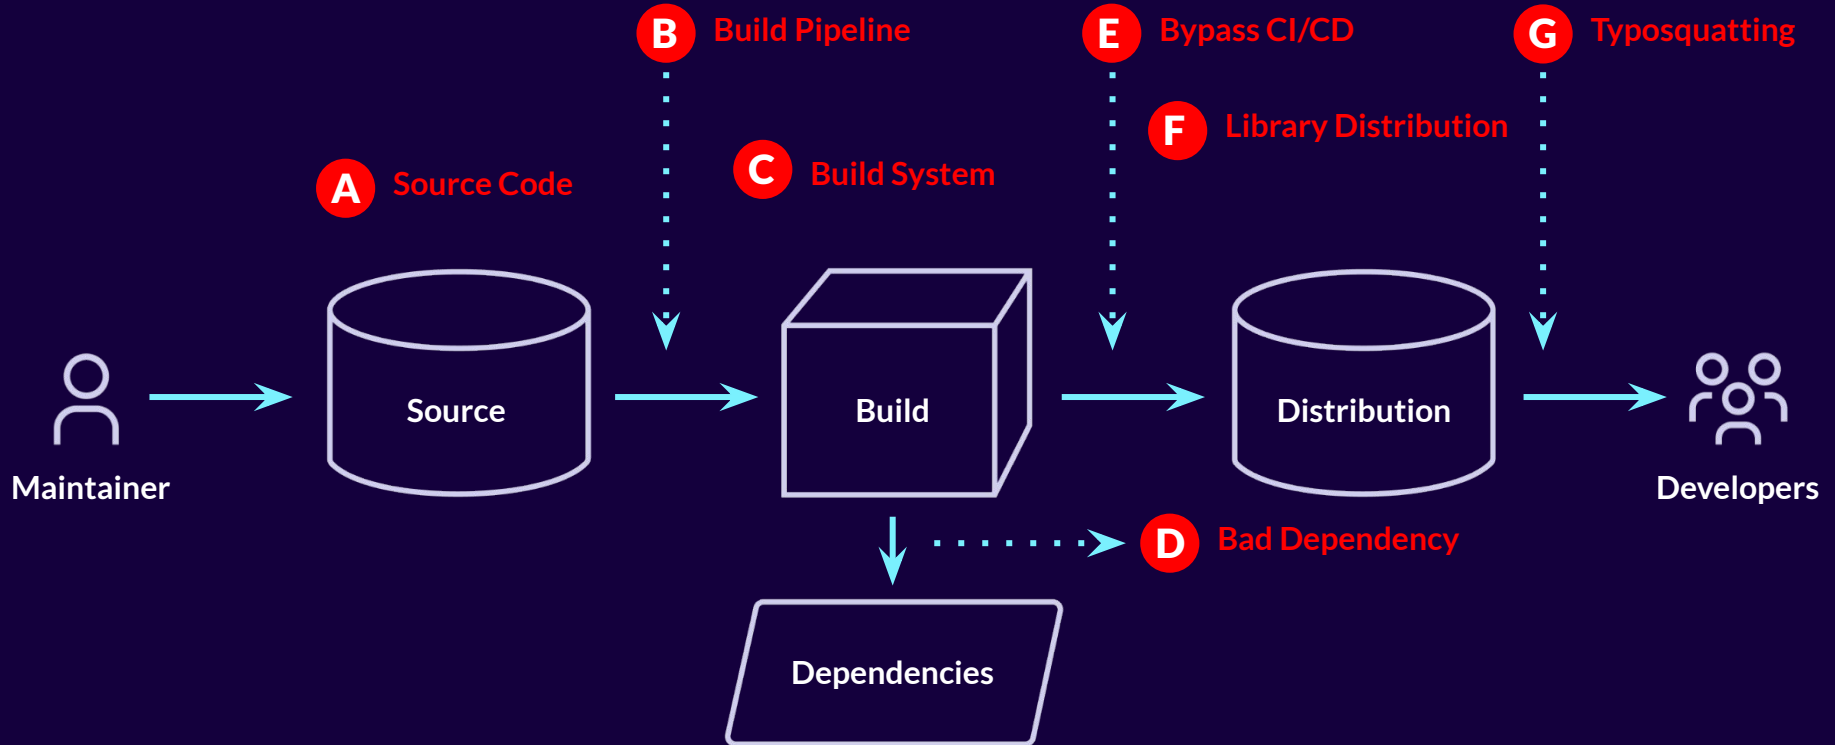 B Build Pipeline
E Bypass CI/CD
G Typosquatting
F Library Distribution
A Source Code
C Build System
Source
Build
Distribution
Maintainer
Developers
D Bad Dependency
Dependencies